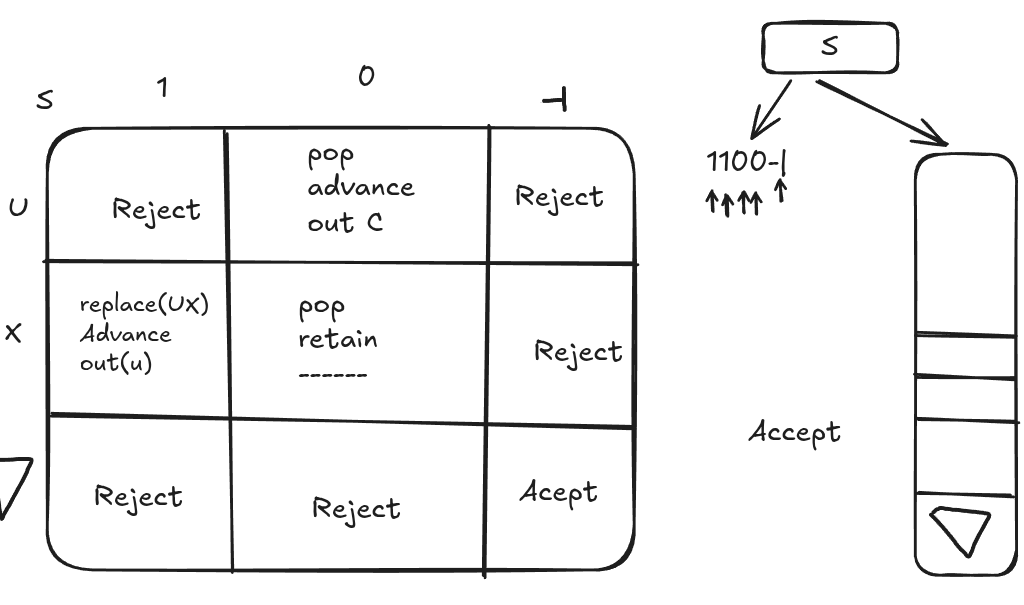 S 1 0 ⊣
U Reject pop advance out C Reject
X replace(UX) Advance out(u) pop retain ------ Reject
▽ Reject Reject Acept
S
1100-|
Accept
▽